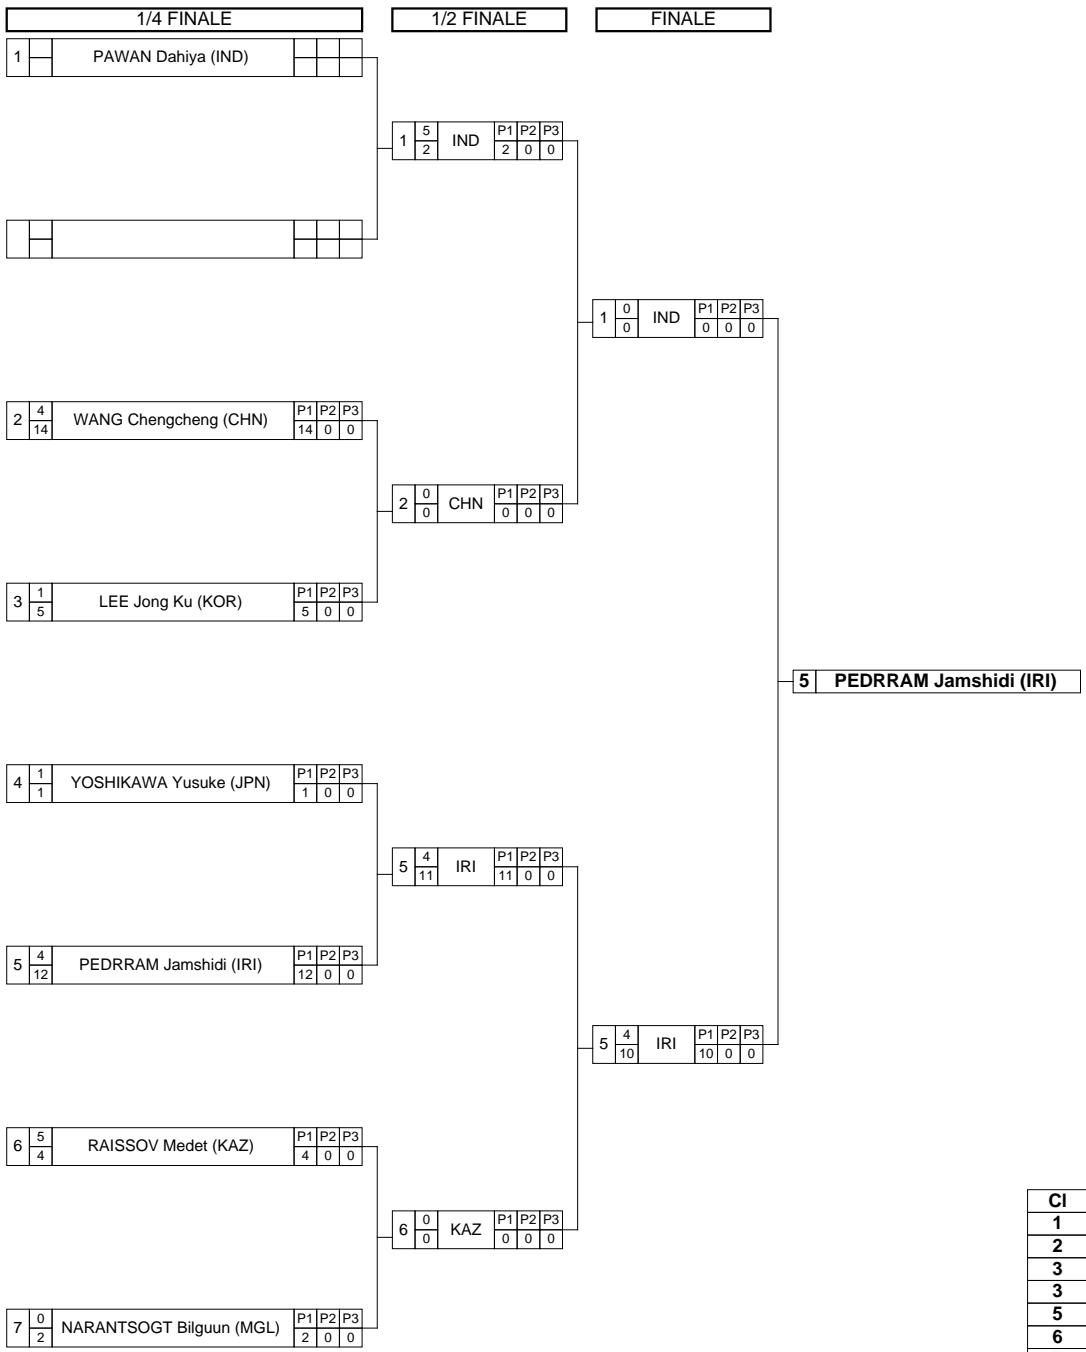 1/4 FINALE 1/2 FINALE FINALE
1 PAWAN Dahiya (IND)
1 5 2 IND P1 P2 P3 2 0 0
1 0 0 IND P1 P2 P3 0 0 0
2 4 14 WANG Chengcheng (CHN) P1 P2 P3 14 0 0
2 0 0 CHN P1 P2 P3 0 0 0
3 1 5 LEE Jong Ku (KOR) P1 P2 P3 5 0 0
5 PEDRRAM Jamshidi (IRI)
4 1 1 YOSHIKAWA Yusuke (JPN) P1 P2 P3 1 0 0
5 4 11 IRI P1 P2 P3 11 0 0
5 4 12 PEDRRAM Jamshidi (IRI) P1 P2 P3 12 0 0
5 4 10 IRI P1 P2 P3 10 0 0
6 5 4 RAISSOV Medet (KAZ) P1 P2 P3 4 0 0
6 0 0 KAZ P1 P2 P3 0 0 0
7 0 2 NARANTSOGT Bilguun (MGL) P1 P2 P3 2 0 0
Cl
1
2
3
3
5
6